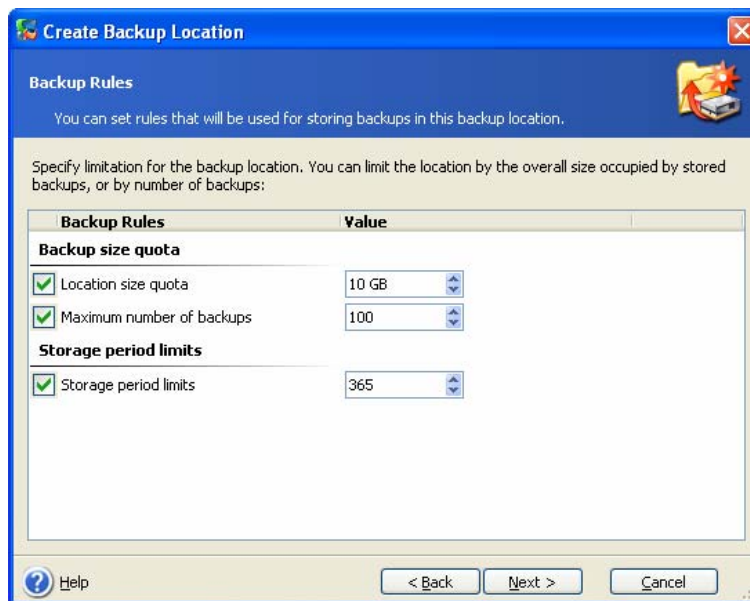 Create Backup Location
Backup Rules
You can set rules that will be used for storing backups in this backup location.
Specify limitation for the backup location. You can limit the location by the overall size occupied by stored
backups, or by number of backups:
Backup Rules Value
Backup size quota
Location size quota 10 GB
Maximum number of backups 100
Storage period limits
Storage period limits 365
Help < Back Next > Cancel